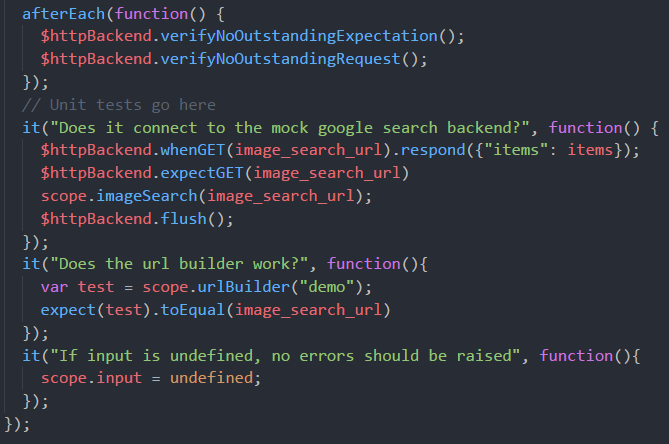 afterEach(function() {
$httpBackend.verifyNoOutstandingExpectation();
$httpBackend.verifyNoOutstandingRequest();
});
// Unit tests go here
it("Does it connect to the mock google search backend?", function() {
$httpBackend.whenGET(image_search_url).respond({"items": items});
$httpBackend.expectGET(image_search_url)
scope.imageSearch(image_search_url);
$httpBackend.flush();
});
it("Does the url builder work?", function(){
var test = scope.urlBuilder("demo");
expect(test).toEqual(image_search_url)
});
it("If input is undefined, no errors should be raised", function(){
scope.input = undefined;
});
});